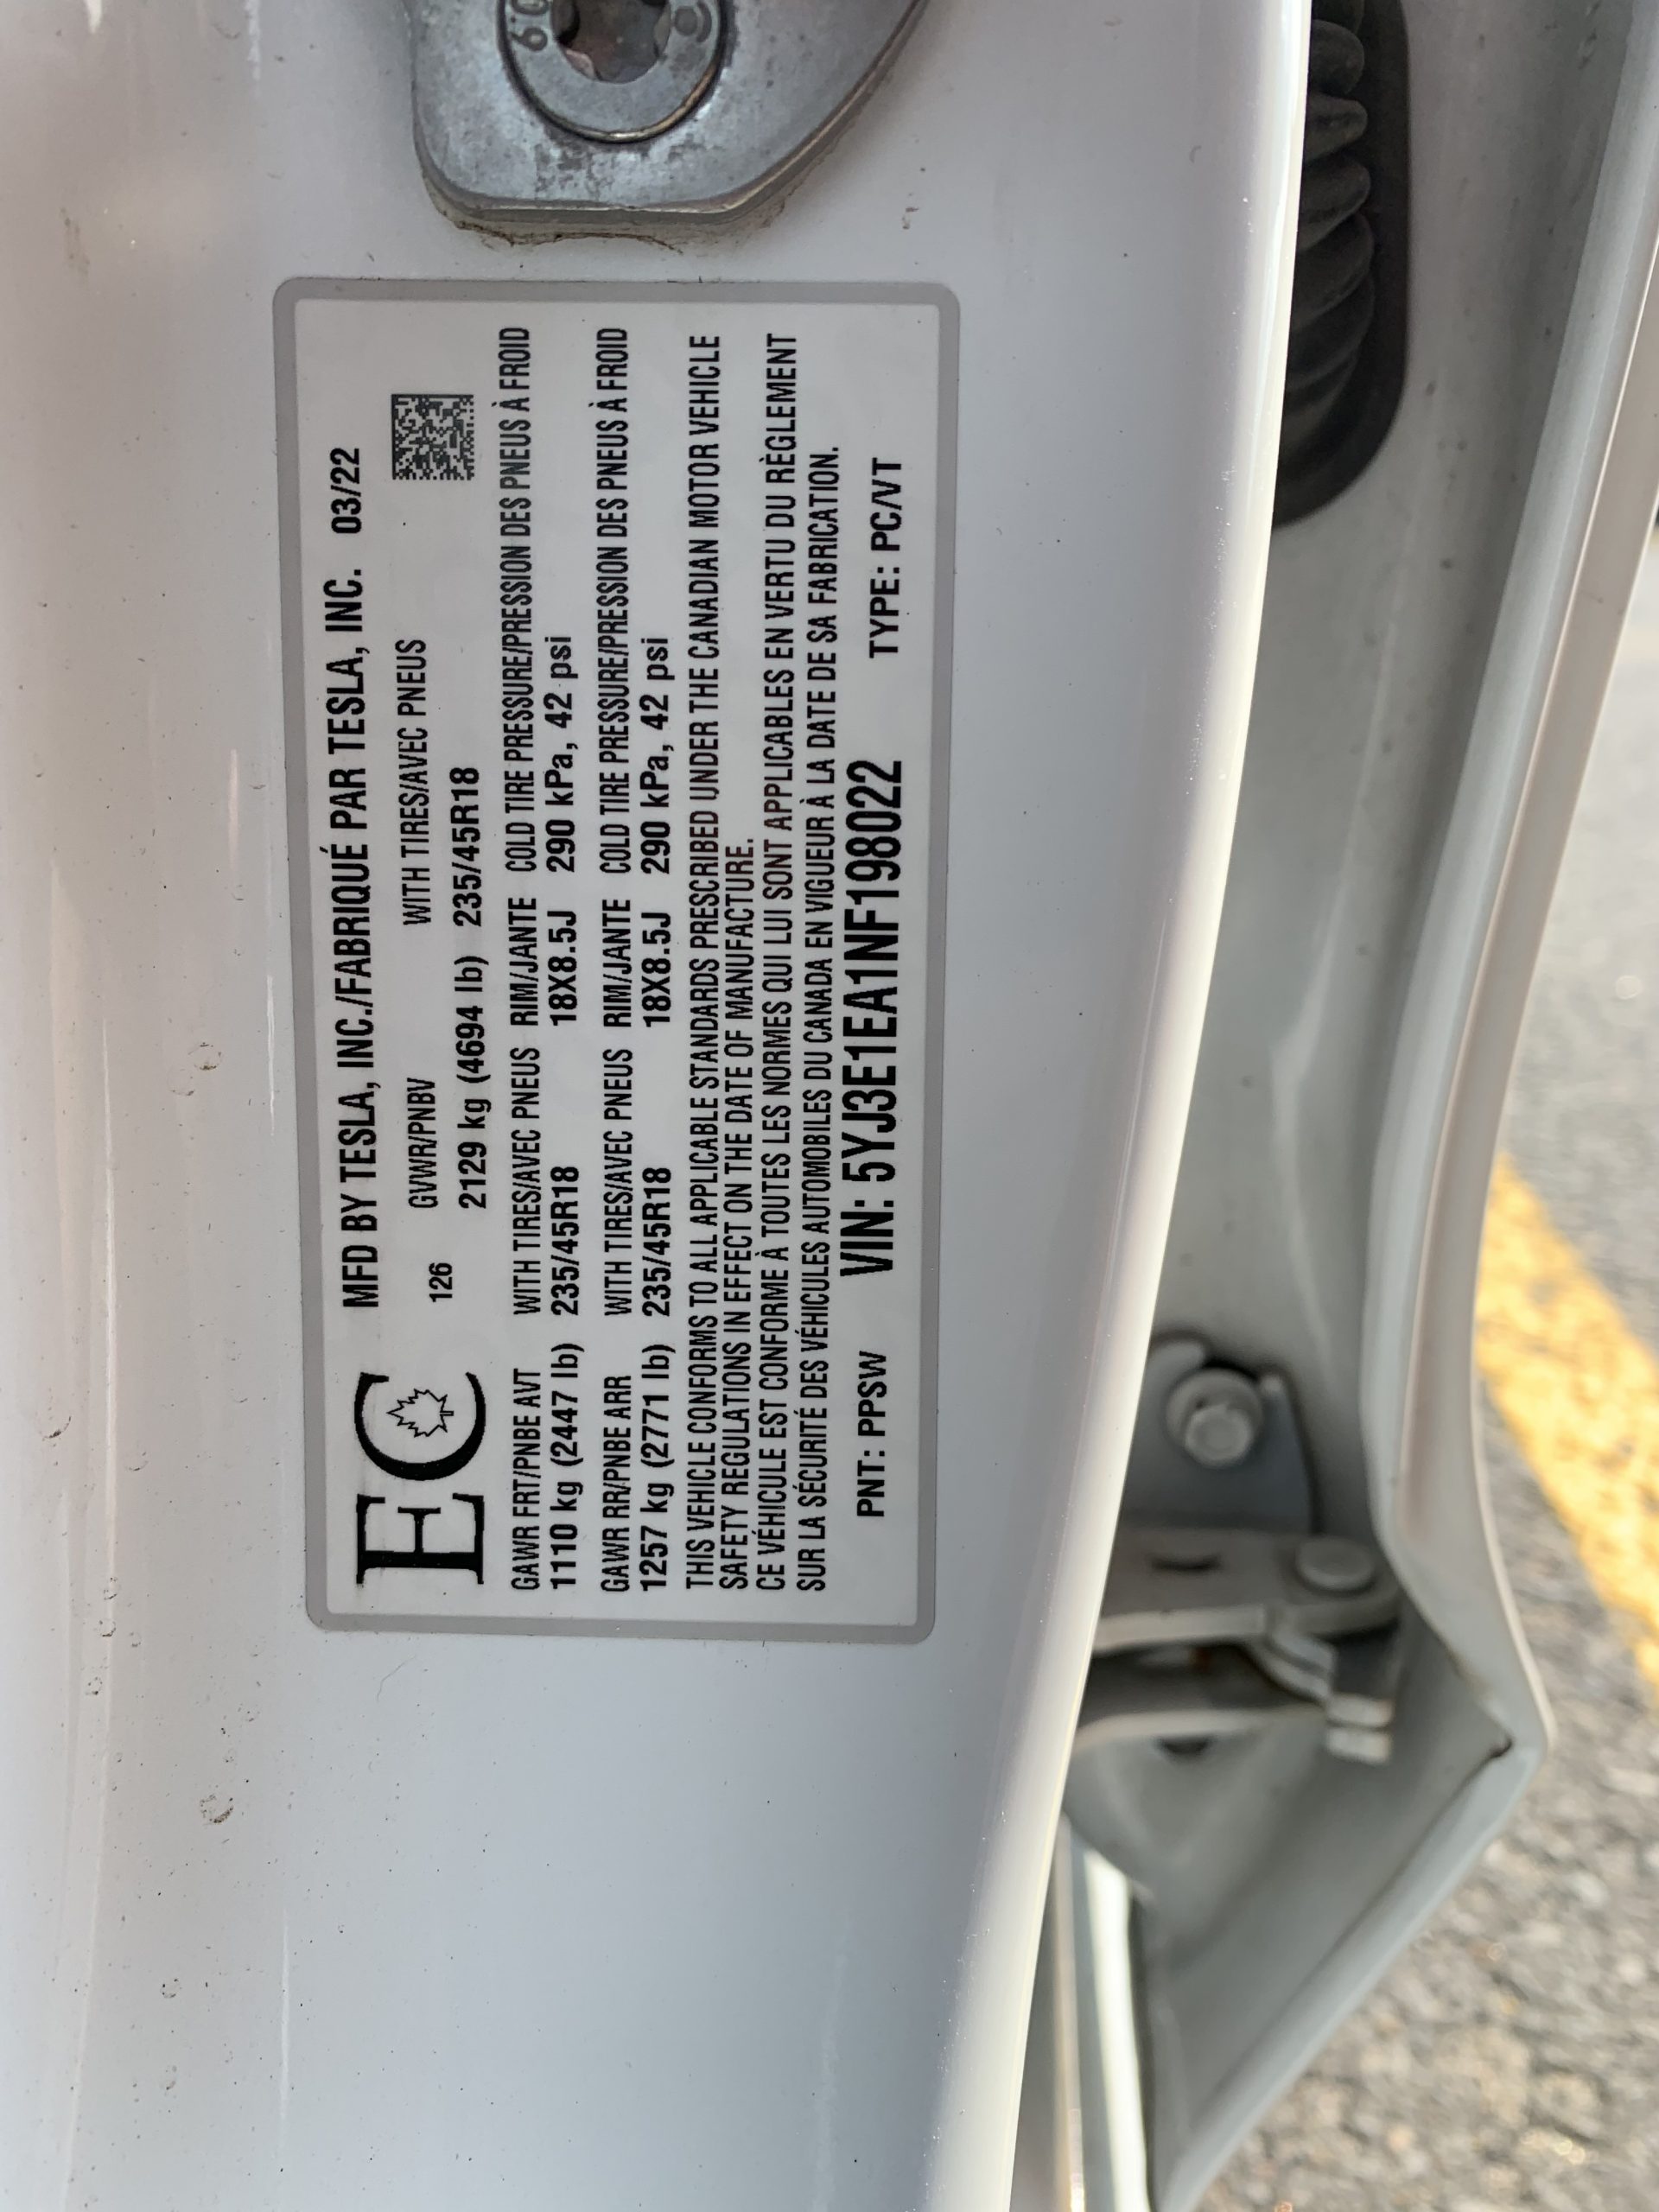 MFD BY TESLA, INC./FABRIQUÉ PAR TESLA, INC. 03/22
EC
126 GVWR/PNBV WITH TIRES/AVEC PNEUS
2129 kg (4694 lb) 235/45R18
GAWR FRT/PNBE AVT WITH TIRES/AVEC PNEUS RIM/JANTE COLD TIRE PRESSURE/PRESSION DES PNEUS À FROID
1110 kg (2447 lb) 235/45R18 18X8.5J 290 kPa, 42 psi
GAWR RR/PNBE ARR WITH TIRES/AVEC PNEUS RIM/JANTE COLD TIRE PRESSURE/PRESSION DES PNEUS À FROID
1257 kg (2771 lb) 235/45R18 18X8.5J 290 kPa, 42 psi
THIS VEHICLE CONFORMS TO ALL APPLICABLE STANDARDS PRESCRIBED UNDER THE CANADIAN MOTOR VEHICLE
SAFETY REGULATIONS IN EFFECT ON THE DATE OF MANUFACTURE.
CE VÉHICULE EST CONFORME À TOUTES LES NORMES QUI LUI SONT APPLICABLES EN VERTU DU RÈGLEMENT
SUR LA SÉCURITÉ DES VÉHICULES AUTOMOBILES DU CANADA EN VIGUEUR À LA DATE DE SA FABRICATION.
PNT: PPSW VIN: 5YJ3E1EA1NF198022 TYPE: PC/VT